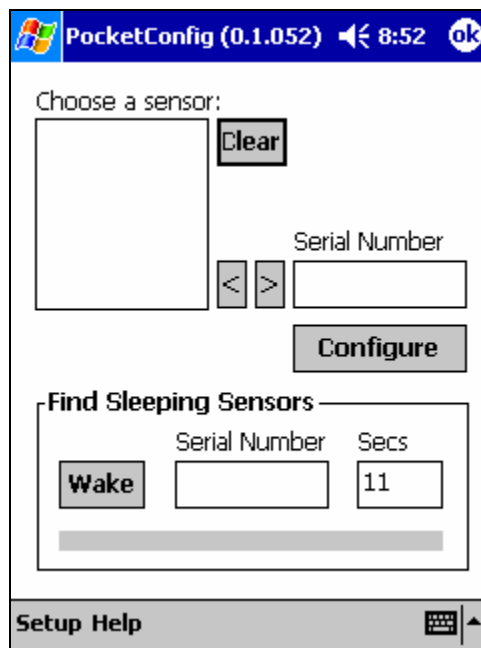 PocketConfig (0.1.052) 8:52 ok
Choose a sensor:
Clear
Serial Number
< >
Configure
Find Sleeping Sensors
Serial Number Secs
Wake 11
Setup Help